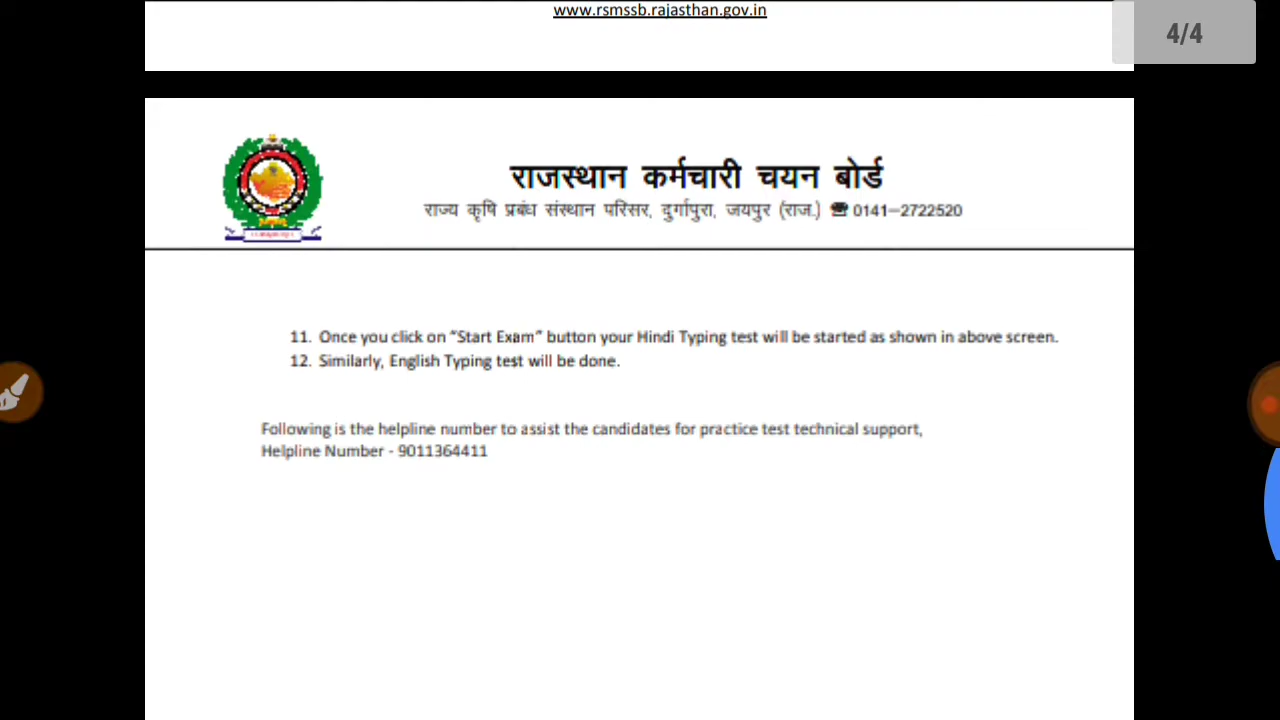 www.rsmssb.rajasthan.gov.in
4/4
राजस्थान कर्मचारी चयन बोर्ड
राज्य कृषि प्रबंध संस्थान परिसर, दुर्गापुरा, जयपुर (राज.) ☎ 0141-2722520
11. Once you click on "Start Exam" button your Hindi Typing test will be started as shown in above screen.
12. Similarly, English Typing test will be done.
Following is the helpline number to assist the candidates for practice test technical support,
Helpline Number - 9011364411